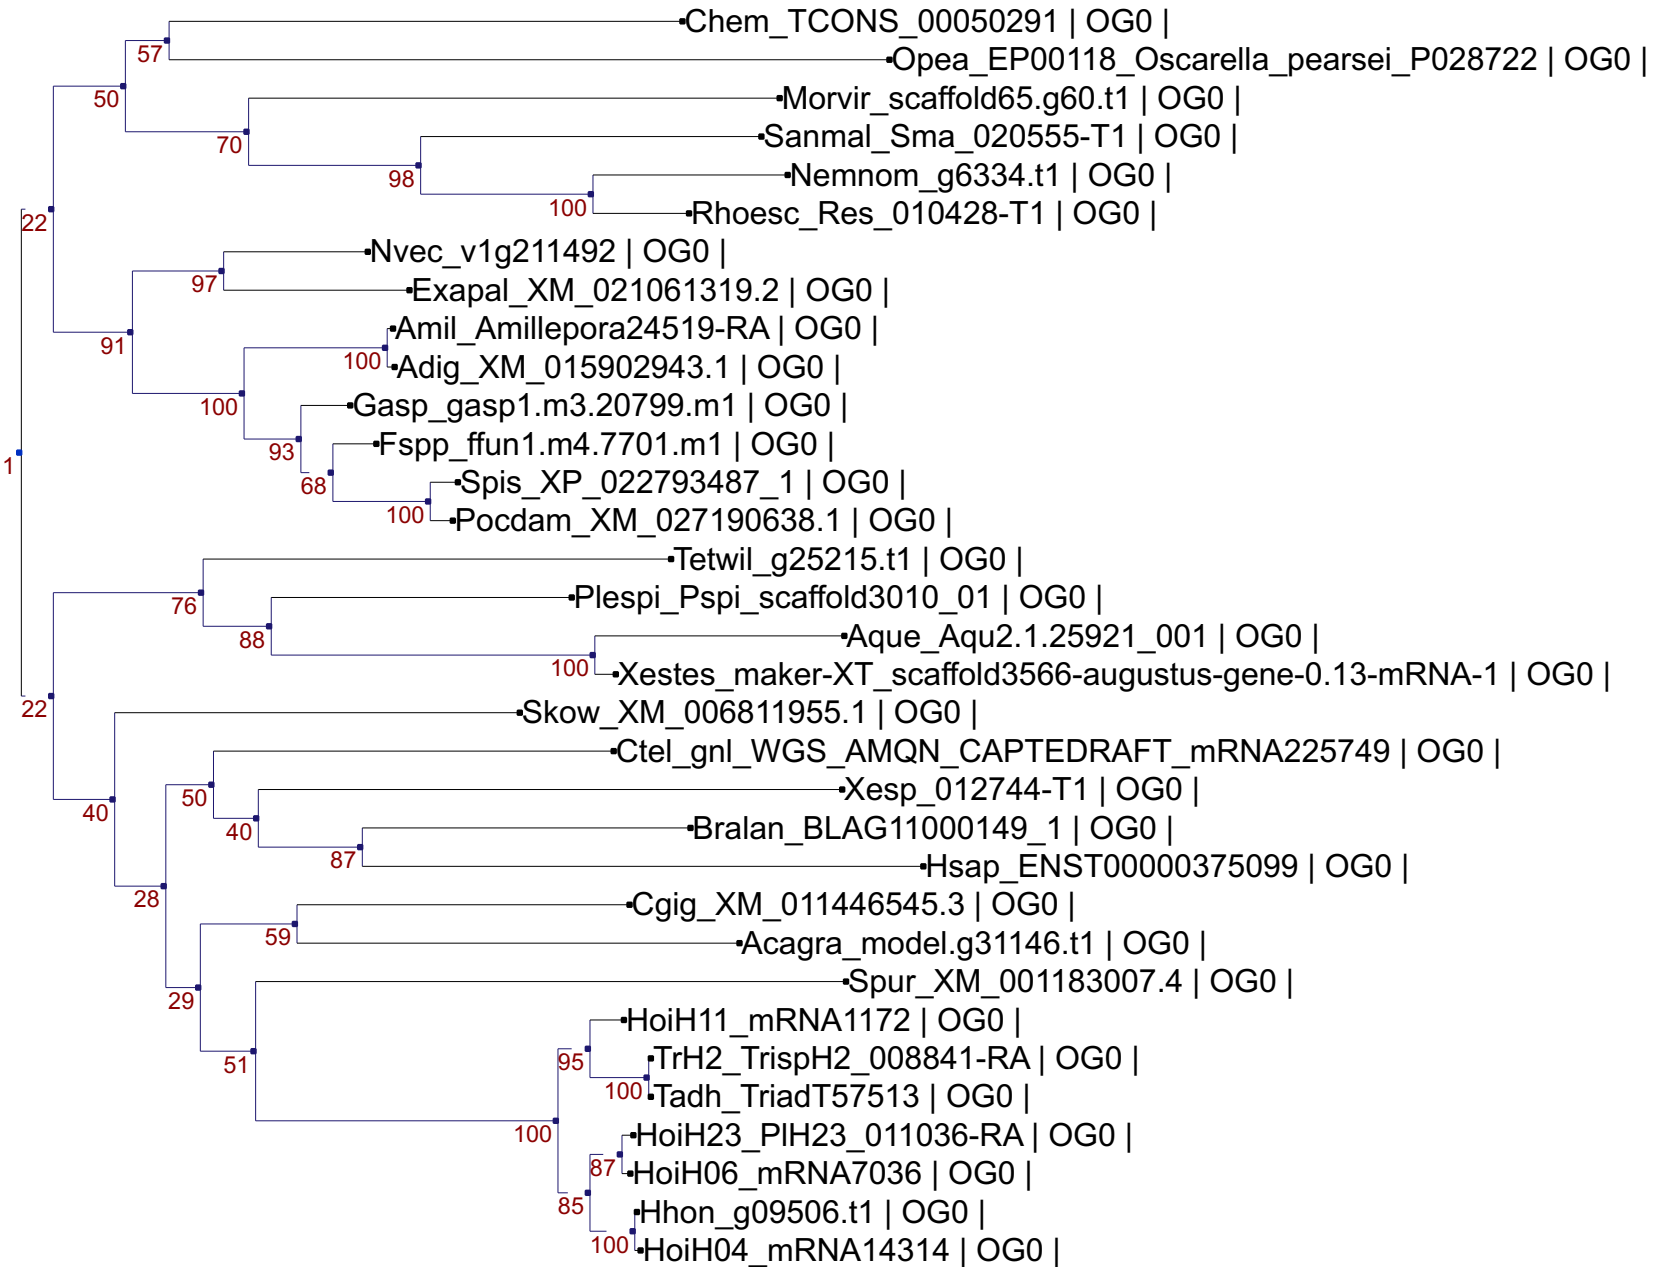 Chem_TCONS_00050291 | OG0 |
57
Opea_EP00118_Oscarella_pearsei_P028722 | OG0 |
50
Morvir_scaffold65.g60.t1 | OG0 |
70
Sanmal_Sma_020555-T1 | OG0 |
98
Nemnom_g6334.t1 | OG0 |
100
Rhoesc_Res_010428-T1 | OG0 |
22
Nvec_v1g211492 | OG0 |
97
Exapal_XM_021061319.2 | OG0 |
Amil_Amillepora24519-RA | OG0 |
91
100
Adig_XM_015902943.1 | OG0 |
100
Gasp_gasp1.m3.20799.m1 | OG0 |
93
Fspp_ffun1.m4.7701.m1 | OG0 |
1
68
Spis_XP_022793487_1 | OG0 |
100
Pocdam_XM_027190638.1 | OG0 |
Tetwil_g25215.t1 | OG0 |
76
Plespi_Pspi_scaffold3010_01 | OG0 |
88
Aque_Aqu2.1.25921_001 | OG0 |
100
Xestes_maker-XT_scaffold3566-augustus-gene-0.13-mRNA-1 | OG0 |
22
Skow_XM_006811955.1 | OG0 |
Ctel_gnl_WGS_AMQN_CAPTEDRAFT_mRNA225749 | OG0 |
50
Xesp_012744-T1 | OG0 |
40
40
Bralan_BLAG11000149_1 | OG0 |
87
Hsap_ENST00000375099 | OG0 |
28
Cgig_XM_011446545.3 | OG0 |
59
Acagra_model.g31146.t1 | OG0 |
29
Spur_XM_001183007.4 | OG0 |
HoiH11_mRNA1172 | OG0 |
51
95
TrH2_TrispH2_008841-RA | OG0 |
100
Tadh_TriadT57513 | OG0 |
100
HoiH23_PlH23_011036-RA | OG0 |
87
HoiH06_mRNA7036 | OG0 |
85
Hhon_g09506.t1 | OG0 |
100
HoiH04_mRNA14314 | OG0 |